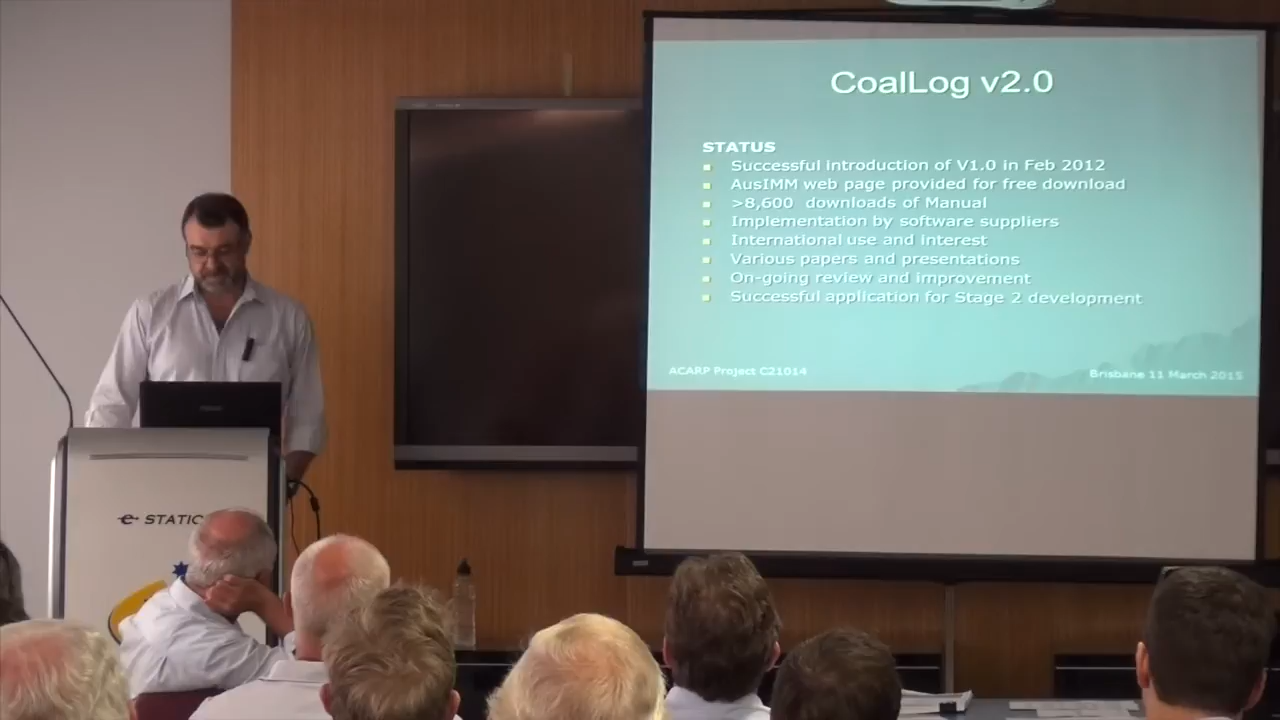 CoalLog v2.0
STATUS
Successful introduction of V1.0 in Feb 2012
AusIMM web page provided for free download
>8,600 downloads of Manual
Implementation by software suppliers
International use and interest
Various papers and presentations
On-going review and improvement
Successful application for Stage 2 development
ACARP Project C21014
Brisbane 11 March 2015
e-STATIO